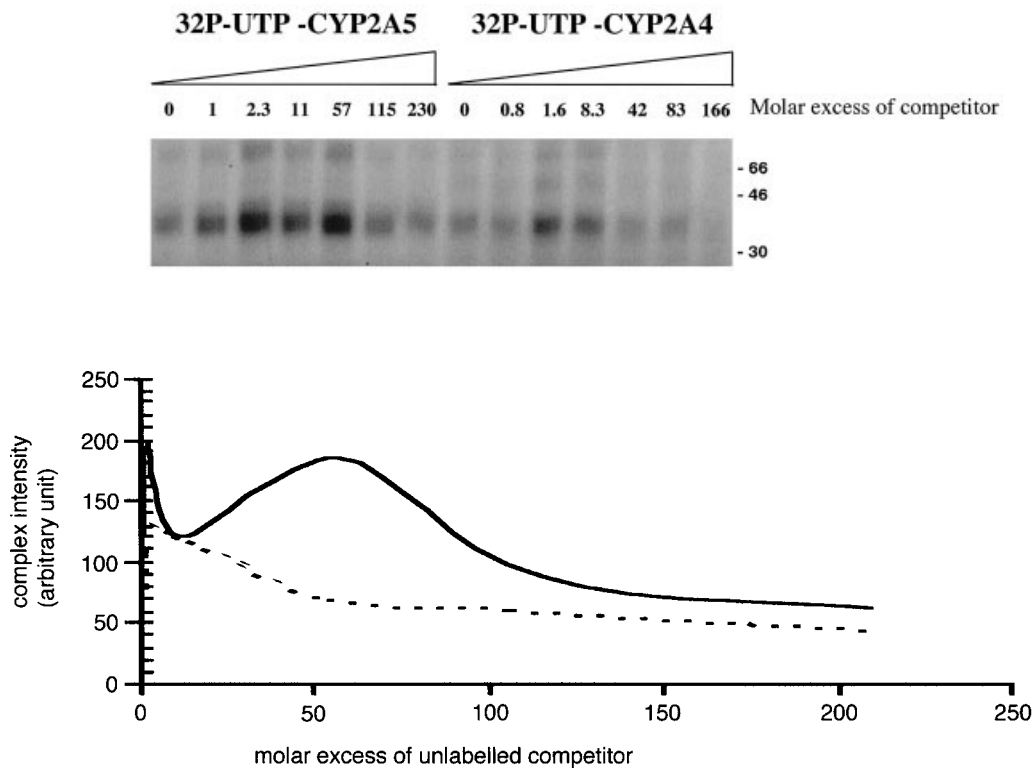 32P-UTP -CYP2A5 32P-UTP -CYP2A4
0 1 2.3 11 57 115 230 0 0.8 1.6 8.3 42 83 166 Molar excess of competitor
- 66
- 46
- 30
complex intensity
(arbitrary unit)
250
200
150
100
50
0
0 50 100 150 200 250
molar excess of unlabelled competitor